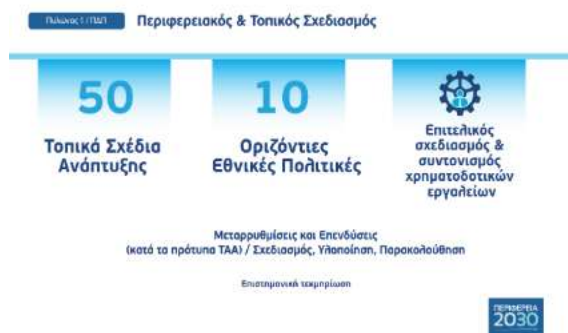 Πυλώνας 1 / ΠΔΠ
Περιφερειακός & Τοπικός Σχεδιασμός
50
Τοπικά Σχέδια
Ανάπτυξης
10
Οριζόντιες
Εθνικές Πολιτικές
Επιτελικός
σχεδιασμός &
συντονισμός
χρηματοδοτικών
εργαλείων
Μεταρρυθμίσεις και Επενδύσεις
(κατά τα πρότυπα ΤΑΑ) / Σχεδιασμός, Υλοποίηση, Παρακολούθηση
Επιστημονική τεκμηρίωση
ΠΕΡΙΦΕΡΕΙΑ
2030